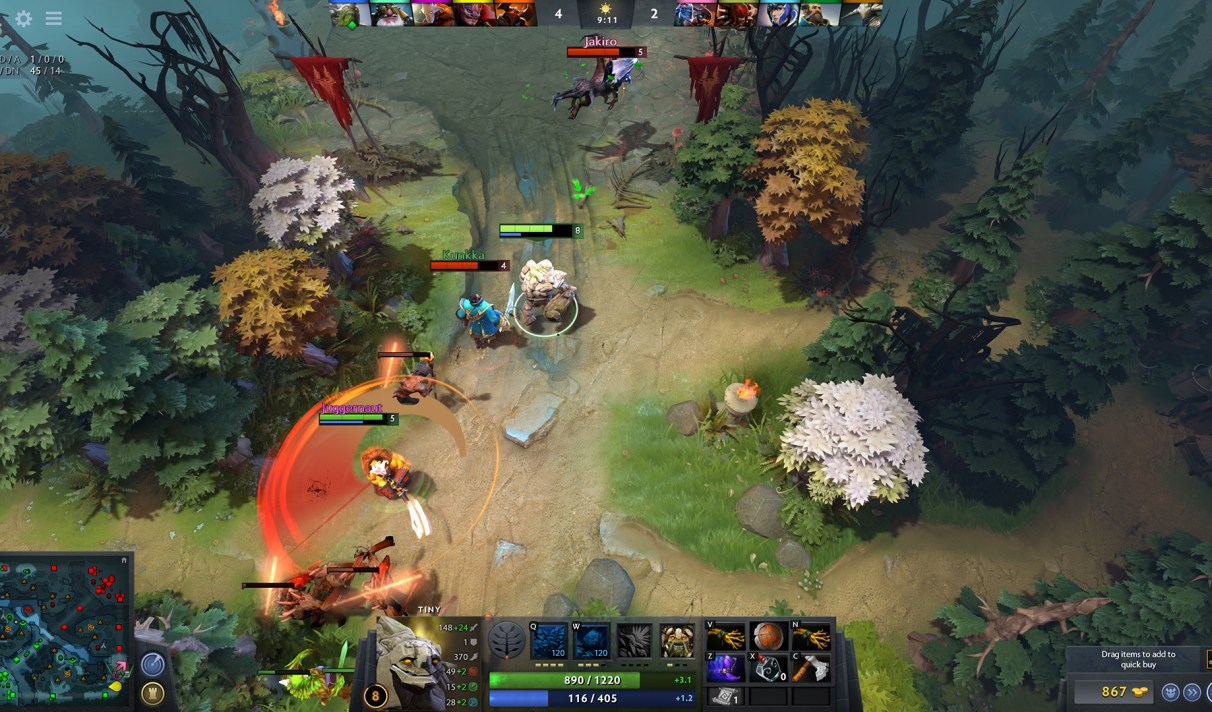 4 9:11 2
D / A 1 / 0 / 0
/ DN 45 / 14
Jakiro
5
8
Kunkka
4
Juggernaut
5
TINY
148+24
1
370
49+2
15+2
28+2
8
Q W
120 120
V N
Z X C
0
1
890 / 1220 +3.1
116 / 405 +1.2
Drag items to add to
quick buy
867